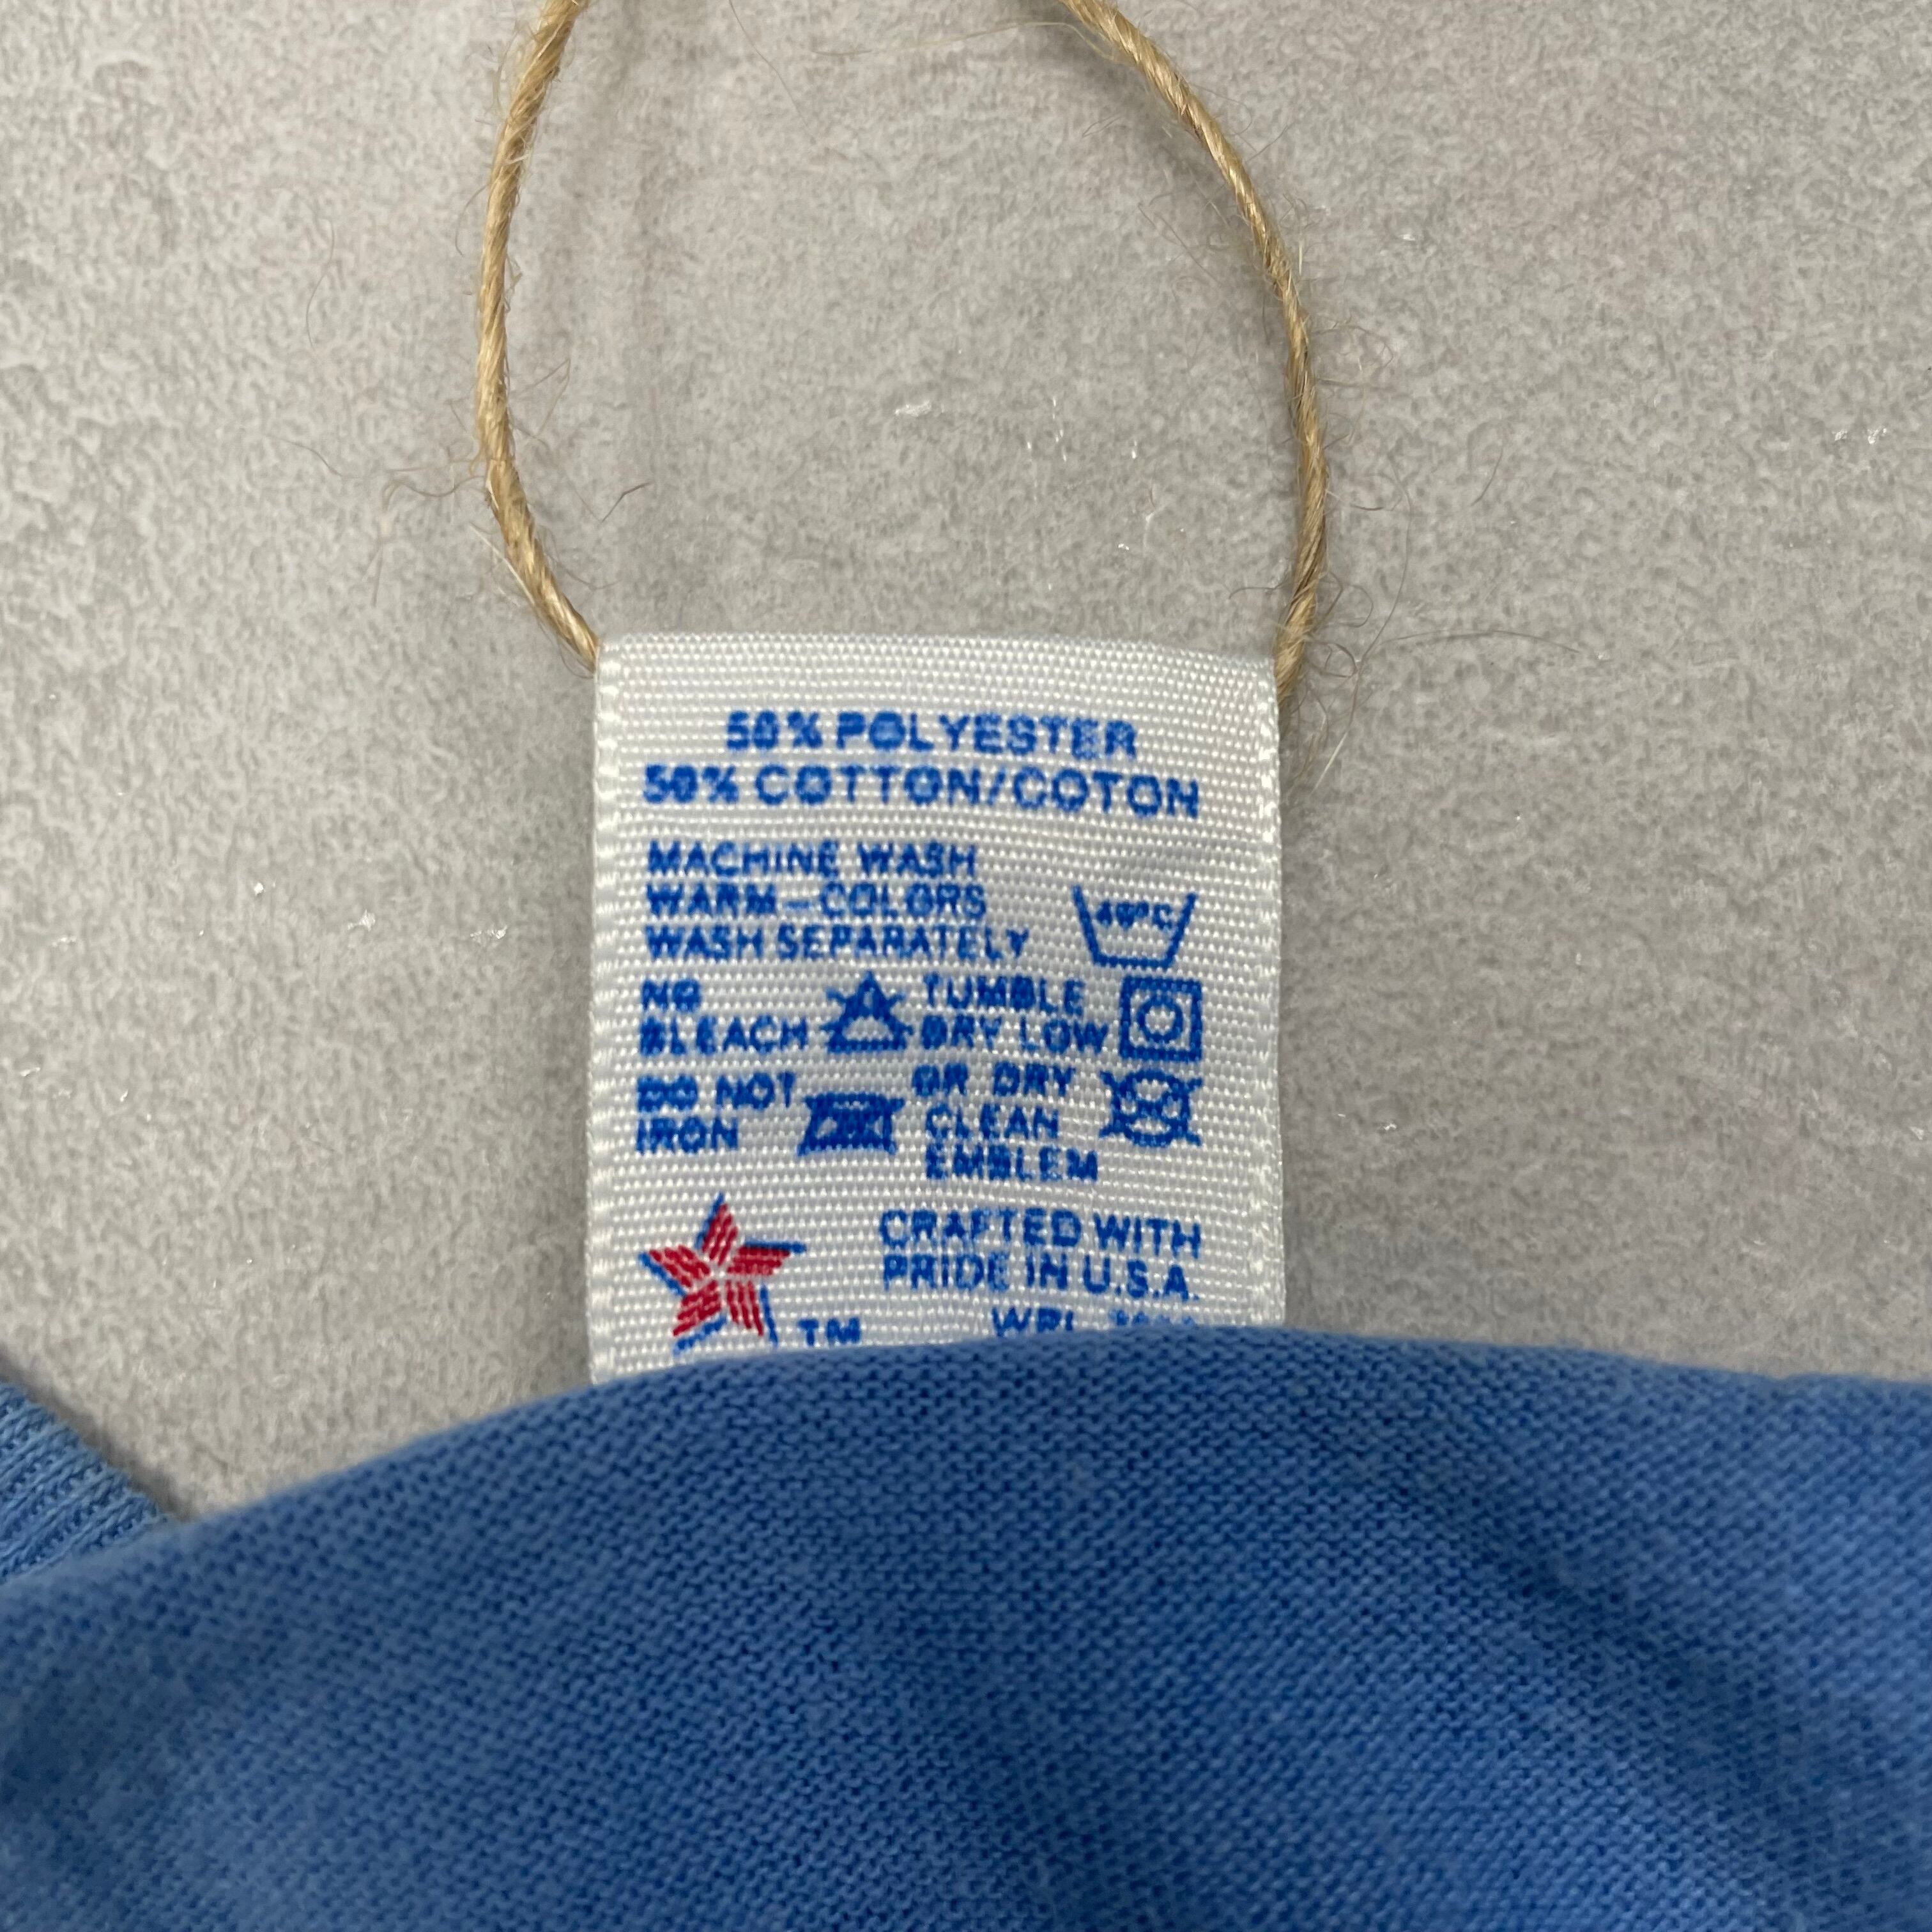 50% POLYESTER
50% COTTON/COTON
MACHINE WASH
WARM—COLORS
WASH SEPARATELY
40°C
NO
BLEACH
TUMBLE
DRY LOW
DO NOT
IRON
OR DRY
CLEAN
EMBLEM
CRAFTED WITH
PRIDE IN U.S.A.
TM
WPL